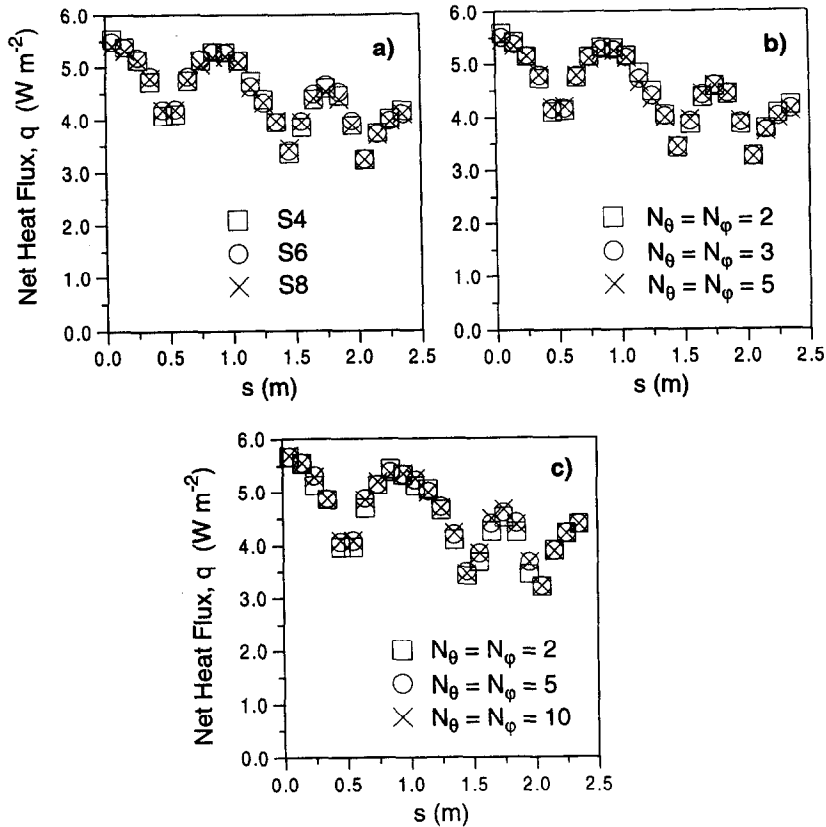 a)
6.0
5.0
4.0
3.0
2.0
1.0
0.0
Net Heat Flux, q (W m-2)
S4
S6
S8
0.0 0.5 1.0 1.5 2.0 2.5
s (m)
b)
6.0
5.0
4.0
3.0
2.0
1.0
0.0
Nθ = Nφ = 2
Nθ = Nφ = 3
Nθ = Nφ = 5
0.0 0.5 1.0 1.5 2.0 2.5
s (m)
c)
6.0
5.0
4.0
3.0
2.0
1.0
0.0
Net Heat Flux, q (W m-2)
Nθ = Nφ = 2
Nθ = Nφ = 5
Nθ = Nφ = 10
0.0 0.5 1.0 1.5 2.0 2.5
s (m)